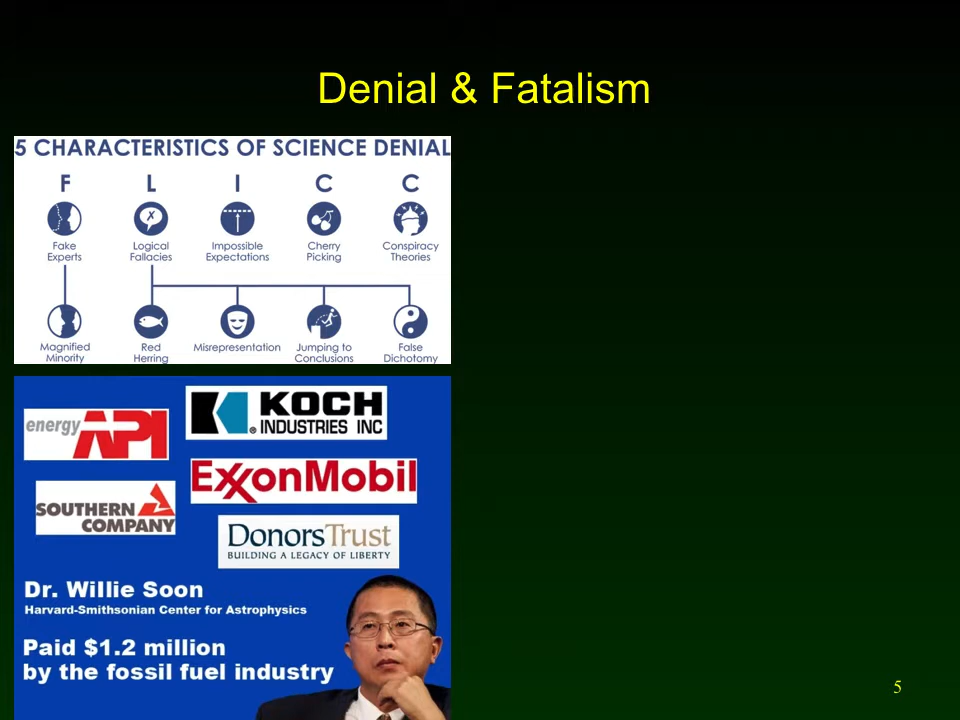 Denial & Fatalism
5 CHARACTERISTICS OF SCIENCE DENIAL
F L I C C
Fake
Experts
Logical
Fallacies
Impossible
Expectations
Cherry
Picking
Conspiracy
Theories
Magnified
Minority
Red
Herring
Misrepresentation
Jumping to
Conclusions
False
Dichotomy
energy API
KOCH
® INDUSTRIES INC
ExxonMobil
SOUTHERN
COMPANY
DonorsTrust
BUILDING A LEGACY OF LIBERTY
Dr. Willie Soon
Harvard-Smithsonian Center for Astrophysics
Paid $1.2 million
by the fossil fuel industry
5